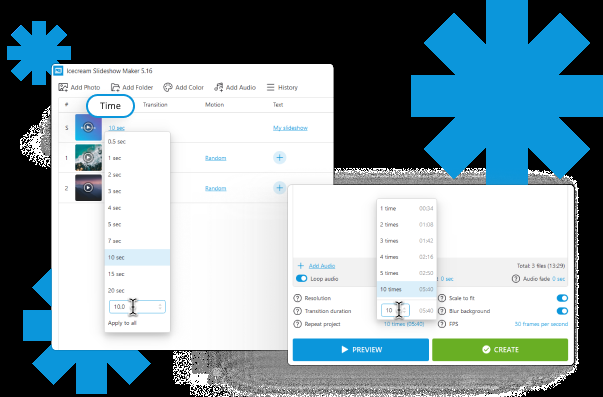 Icecream Slideshow Maker 5.16
Add Photo Add Folder Add Color Add Audio History
# Time Transition Motion Text
5 10 sec My slideshow
0.5 sec
1 1 sec Random +
2 sec
2 3 sec Random +
4 sec
5 sec
7 sec
10 sec
15 sec
20 sec
10.0
Apply to all
1 time 00:34
2 times 01:08
3 times 01:42
4 times 02:16
5 times 02:50
10 times 05:40
10 05:40
+ Add Audio Total: 3 files (13:29)
Loop audio 0 sec ? Audio fade 0 sec
? Resolution ? Scale to fit
? Transition duration ? Blur background
? Repeat project 10 times (05:40) ? FPS 50 frames per second
PREVIEW CREATE